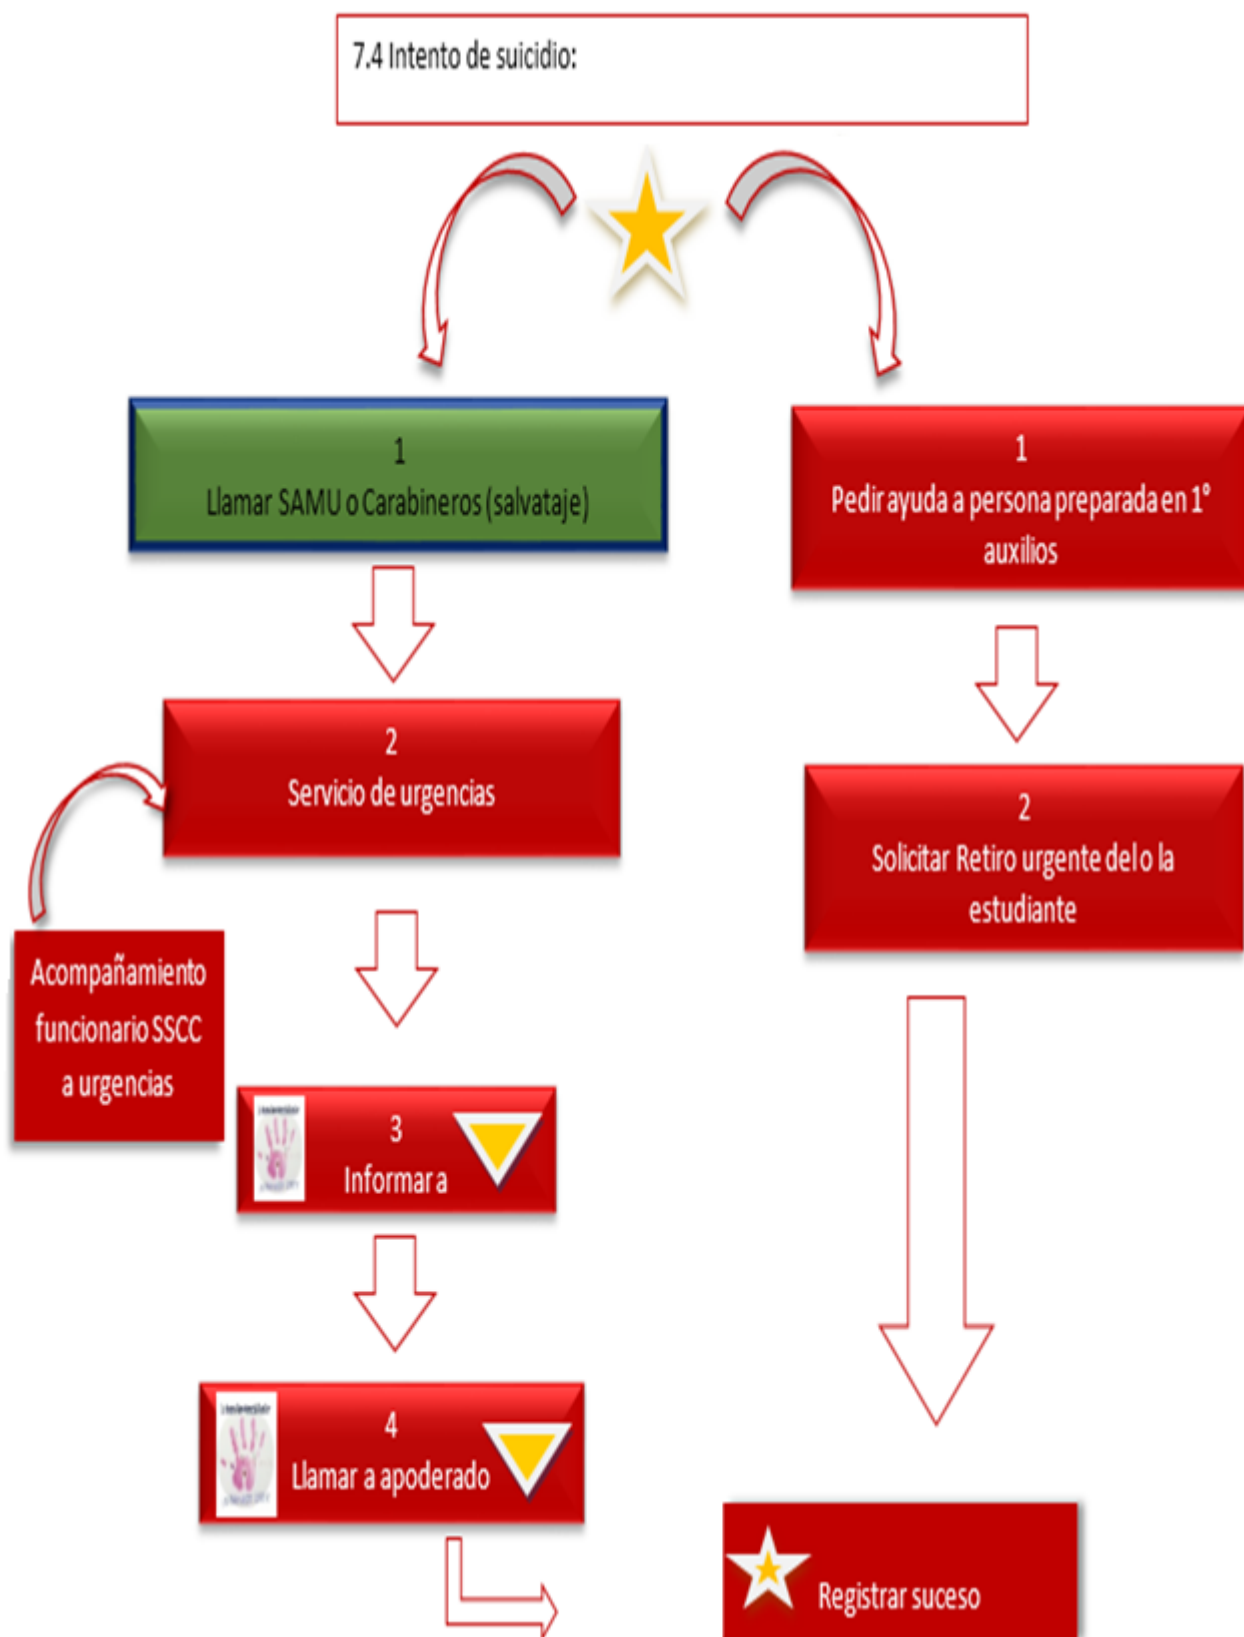 7.4 Intento de suicidio:
1
Llamar SAMU o Carabineros (salvataje)
1
Pedir ayuda a persona preparada en 1º
auxilios
2
Servicio de urgencias
2
Solicitar Retiro urgente del o la
estudiante
Acompañamiento
funcionario SSCC
a urgencias
3
Informar a
4
Llamar a apoderado
Registrar suceso